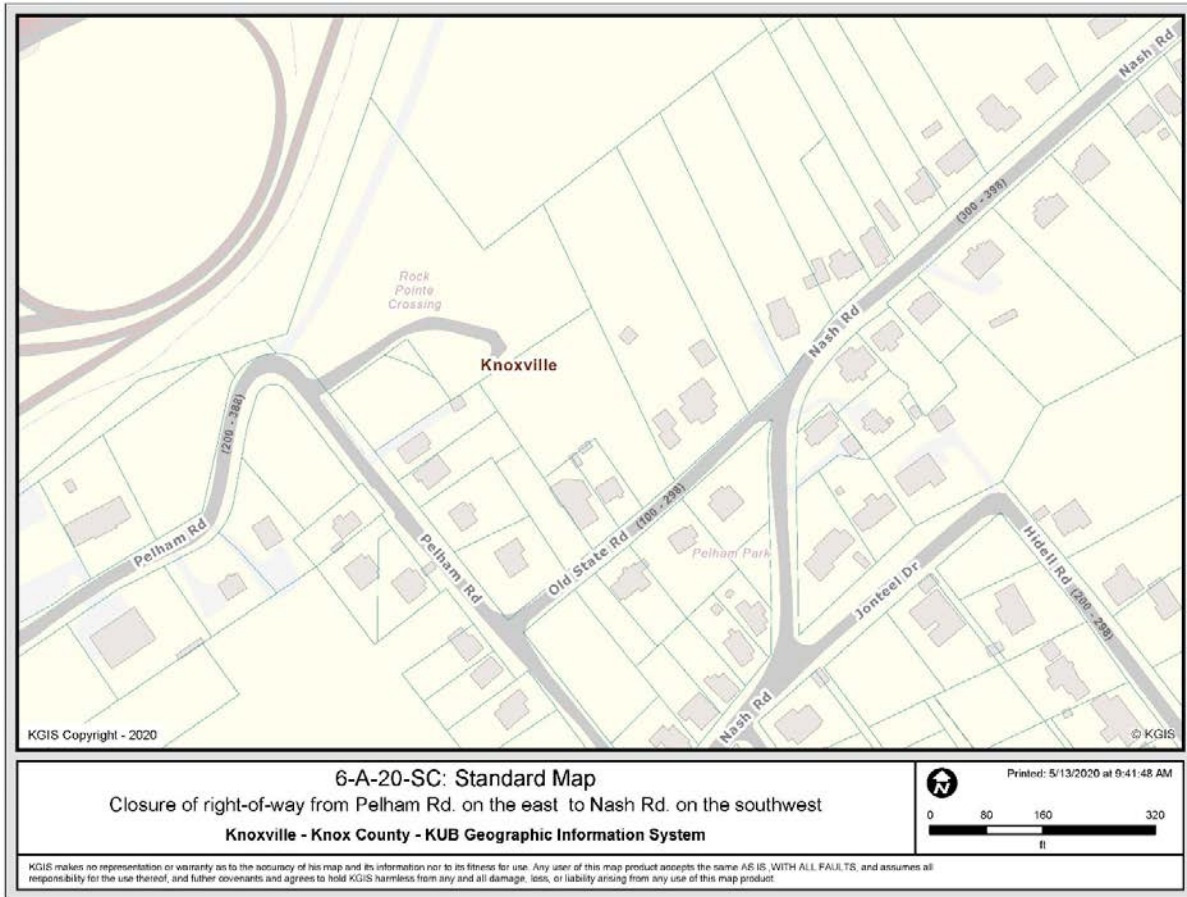 Nash Rd
(300 - 398)
Rock
Pointe
Crossing
Knoxville
Nash Rd
(200 - 388)
Pelham Rd
Pelham Rd
Old State Rd
(100 - 298)
Pelham Park
Jonteel Dr
Hidell Rd
(200 - 298)
Nash Rd
KGIS Copyright - 2020
© KGIS
6-A-20-SC: Standard Map
Closure of right-of-way from Pelham Rd. on the east to Nash Rd. on the southwest
Knoxville - Knox County - KUB Geographic Information System
N
Printed: 5/13/2020 at 9:41:48 AM
0 80 160 320
ft
KGIS makes no representation or warranty as to the accuracy of his map and its information nor to its fitness for use. Any user of this map product accepts the same AS IS ,WITH ALL FAULTS, and assumes all
responsibility for the use thereof, and futher covenants and agrees to hold KGIS harmless from any and all damage, loss, or liability arising from any use of this map product.